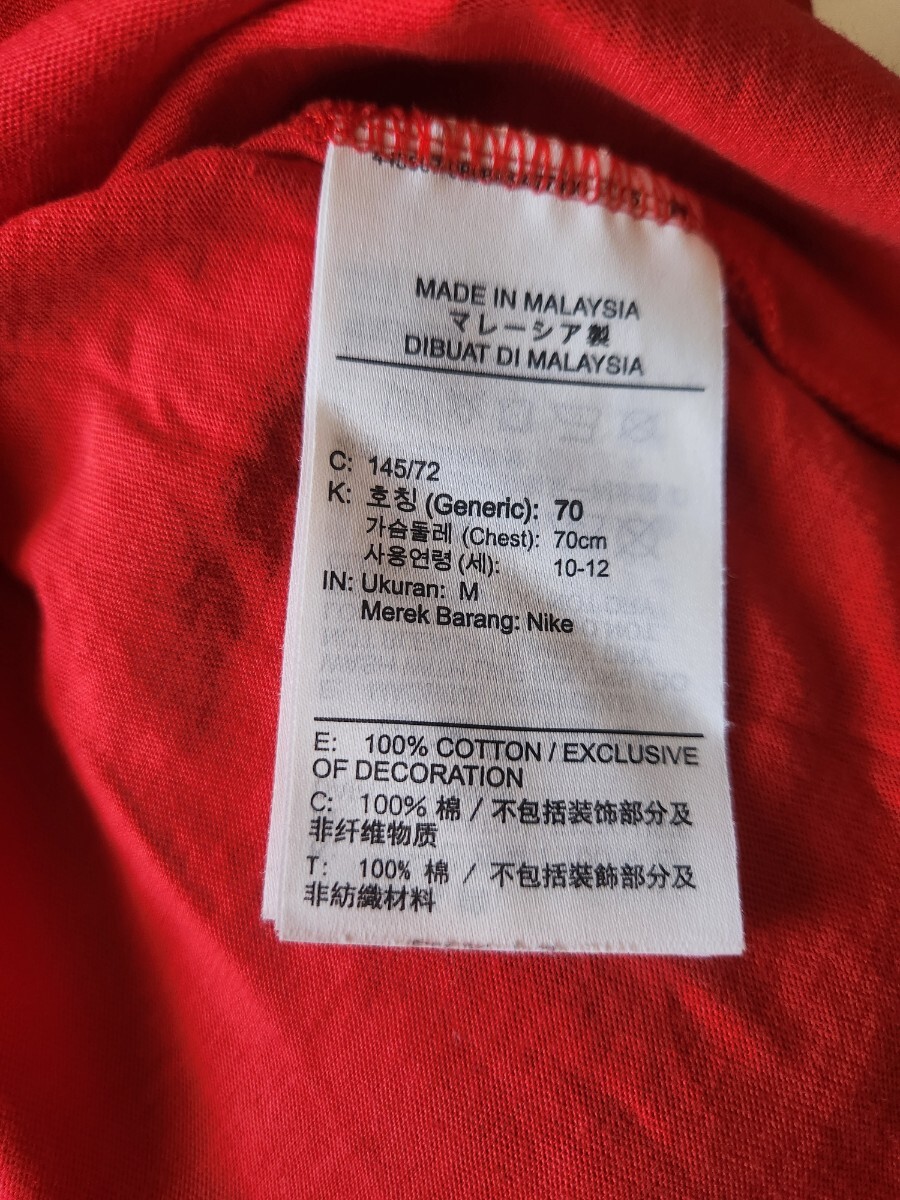 MADE IN MALAYSIA
マレーシア製
DIBUAT DI MALAYSIA
C: 145/72
K: 호칭 (Generic): 70
가슴둘레 (Chest): 70cm
사용연령 (세): 10-12
IN: Ukuran: M
Merek Barang: Nike
E: 100% COTTON / EXCLUSIVE
OF DECORATION
C: 100% 棉 / 不包括装饰部分及
非纤维物质
T: 100% 棉 / 不包括裝飾部分及
非紡織材料